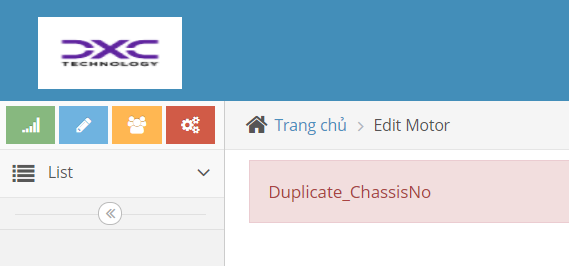 DXC
TECHNOLOGY
Trang chủ > Edit Motor
List
Duplicate_ChassisNo